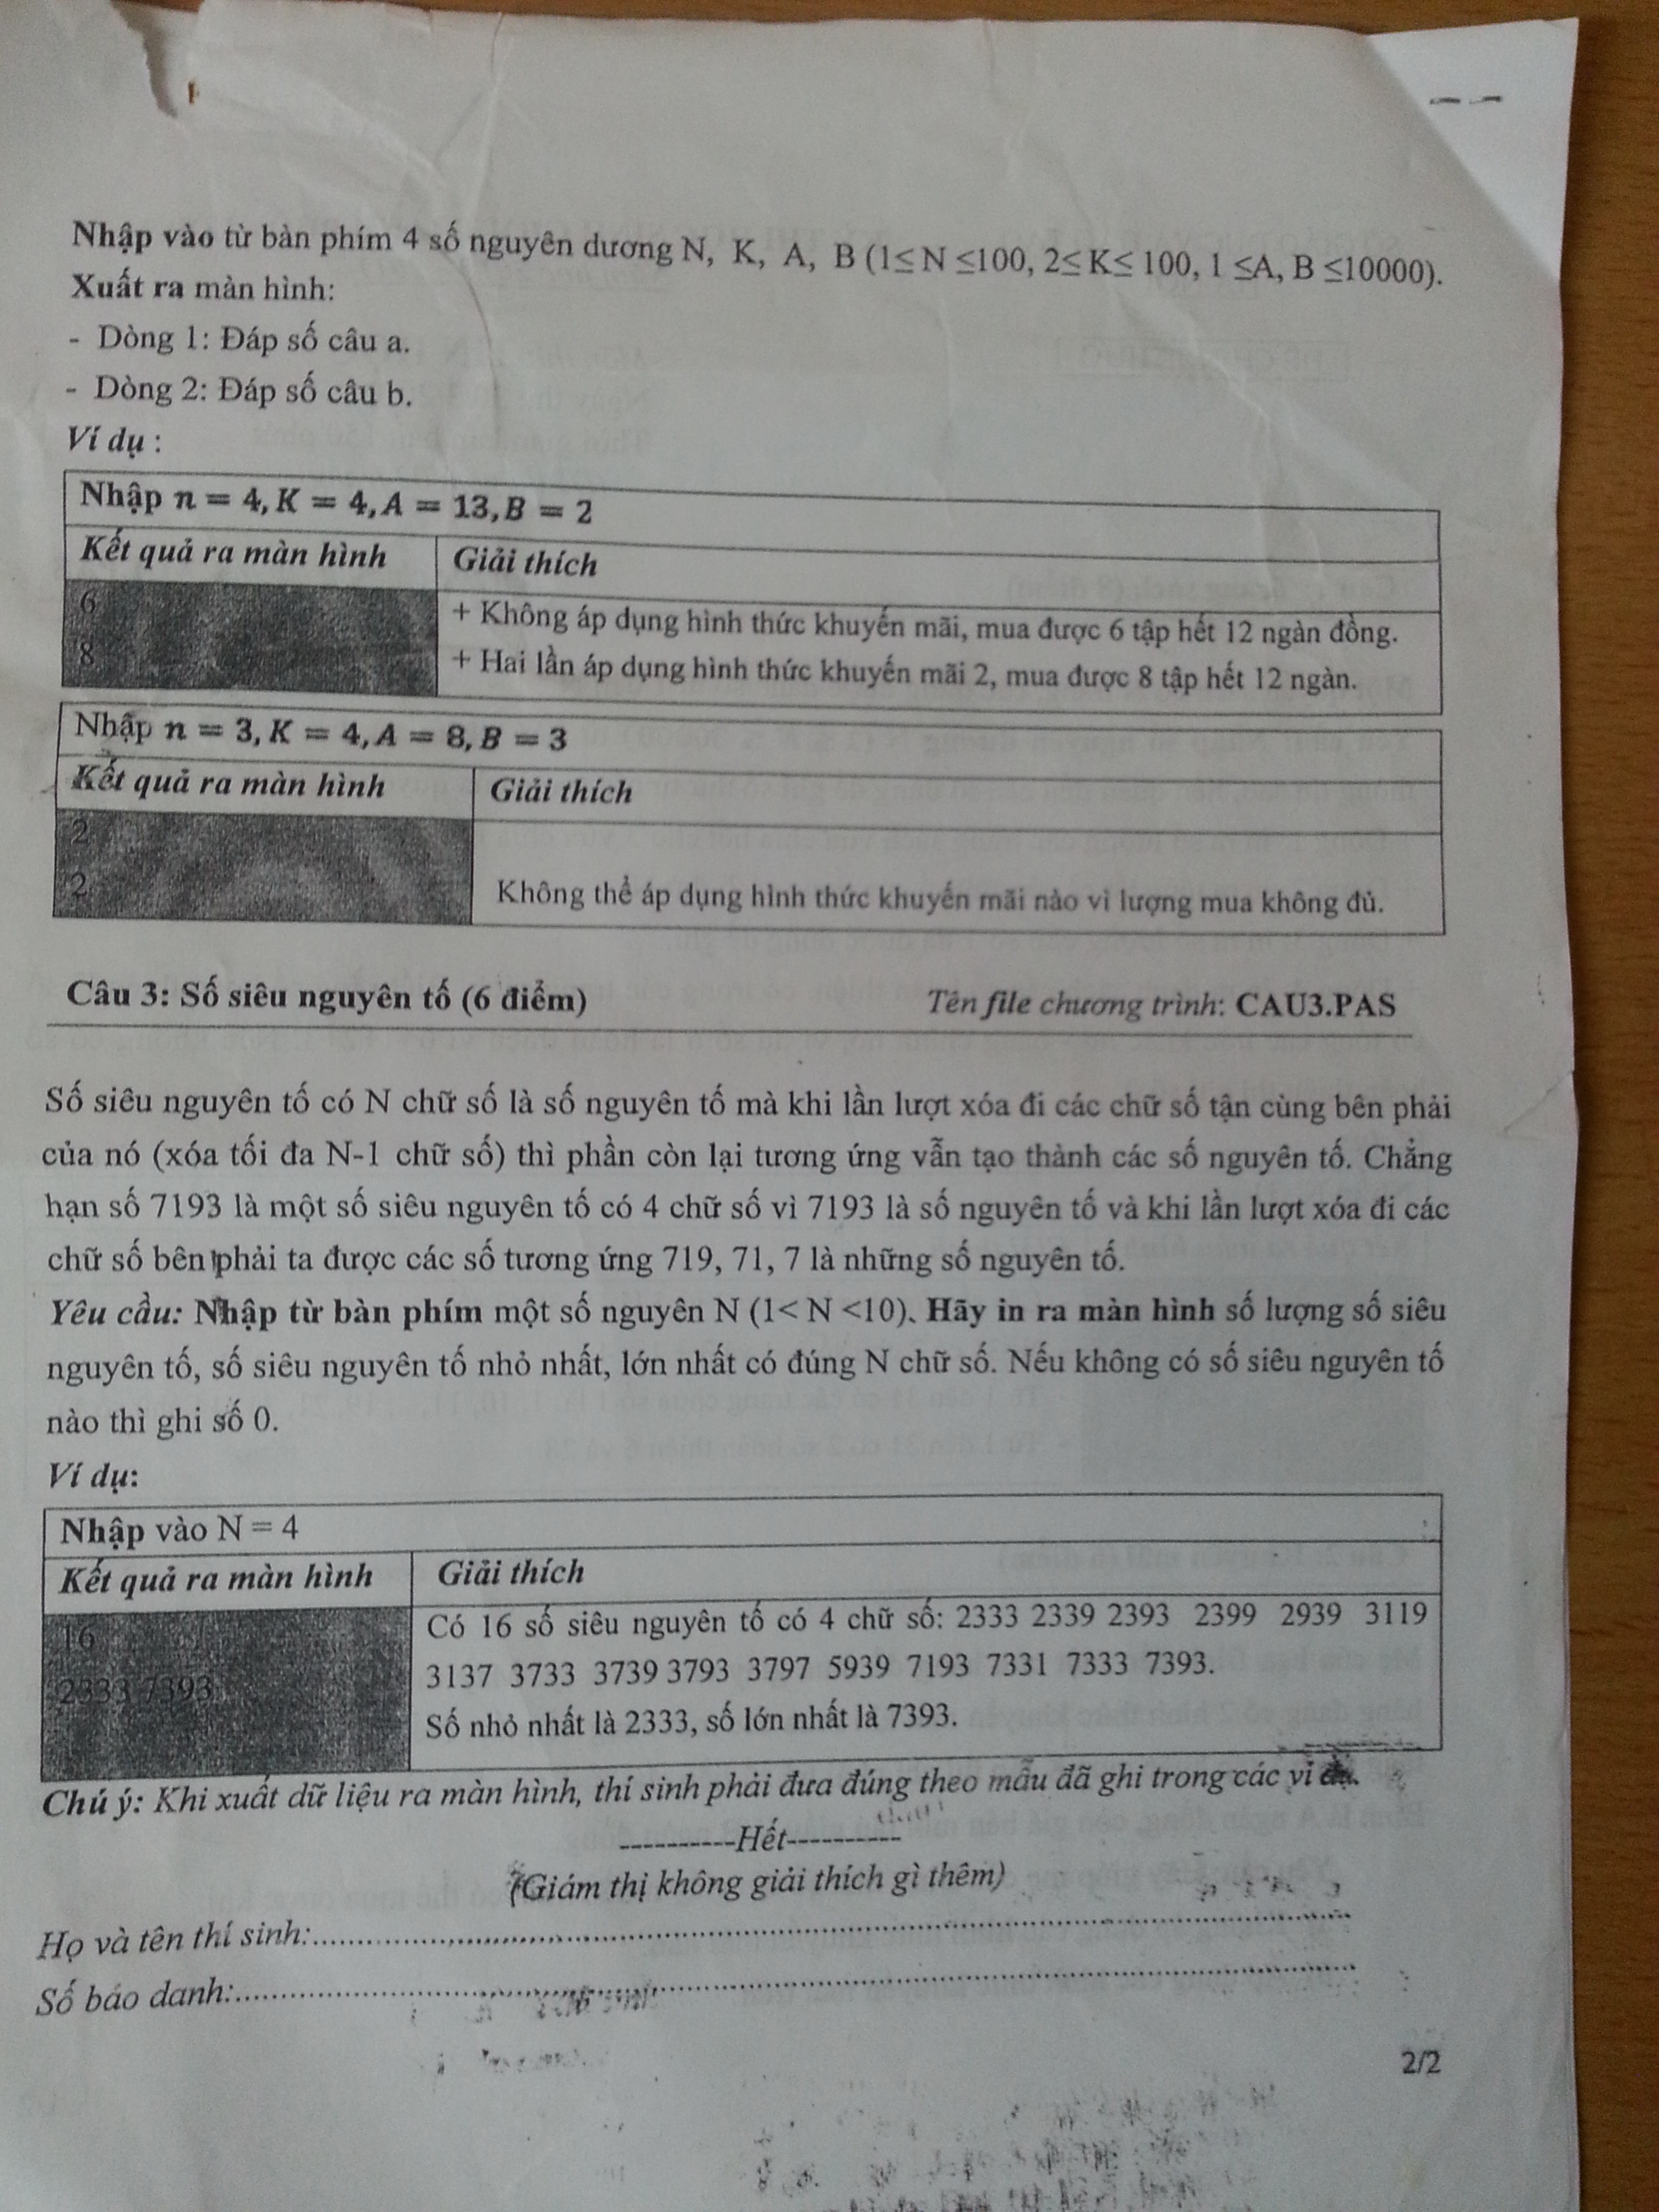 Nhập vào từ bàn phím 4 số nguyên dương N, K, A, B (1≤ N ≤100, 2≤ K≤ 100, 1 ≤A, B ≤10000).
Xuất ra màn hình:
- Dòng 1: Đáp số câu a.
- Dòng 2: Đáp số câu b.
Ví dụ :
Nhập n = 4, K = 4, A = 13, B = 2
Kết quả ra màn hình Giải thích
6
8
+ Không áp dụng hình thức khuyến mãi, mua được 6 tập hết 12 ngàn đồng.
+ Hai lần áp dụng hình thức khuyến mãi 2, mua được 8 tập hết 12 ngàn.
Nhập n = 3, K = 4, A = 8, B = 3
Kết quả ra màn hình Giải thích
2
2
Không thể áp dụng hình thức khuyến mãi nào vì lượng mua không đủ.
Câu 3: Số siêu nguyên tố (6 điểm) Tên file chương trình: CAU3.PAS
Số siêu nguyên tố có N chữ số là số nguyên tố mà khi lần lượt xóa đi các chữ số tận cùng bên phải
của nó (xóa tối đa N-1 chữ số) thì phần còn lại tương ứng vẫn tạo thành các số nguyên tố. Chẳng
hạn số 7193 là một số siêu nguyên tố có 4 chữ số vì 7193 là số nguyên tố và khi lần lượt xóa đi các
chữ số bên phải ta được các số tương ứng 719, 71, 7 là những số nguyên tố.
Yêu cầu: Nhập từ bàn phím một số nguyên N (1< N <10). Hãy in ra màn hình số lượng số siêu
nguyên tố, số siêu nguyên tố nhỏ nhất, lớn nhất có đúng N chữ số. Nếu không có số siêu nguyên tố
nào thì ghi số 0.
Ví dụ:
Nhập vào N = 4
Kết quả ra màn hình Giải thích
16
2333 7393
Có 16 số siêu nguyên tố có 4 chữ số: 2333 2339 2393 2399 2939 3119
3137 3733 3739 3793 3797 5939 7193 7331 7333 7393.
Số nhỏ nhất là 2333, số lớn nhất là 7393.
Chú ý: Khi xuất dữ liệu ra màn hình, thí sinh phải đưa đúng theo mẫu đã ghi trong các ví
----------Hết----------
(Giám thị không giải thích gì thêm)
Họ và tên thí sinh:....................
Số báo danh:....................
2/2